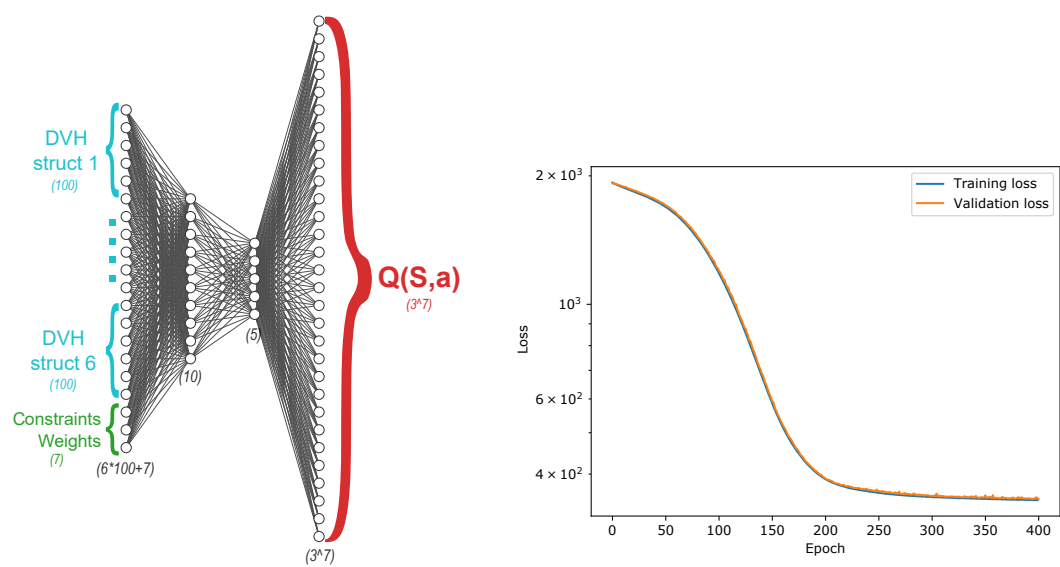 DVH
struct 1
(100)
DVH
struct 6
(100)
Constraints
Weights
(7)
(6*100+7)
(10)
(5)
(3^7)
Q(S,a)
(3^7)
Training loss
Validation loss
2 × 10³
10³
6 × 10²
4 × 10²
Loss
0 50 100 150 200 250 300 350 400
Epoch